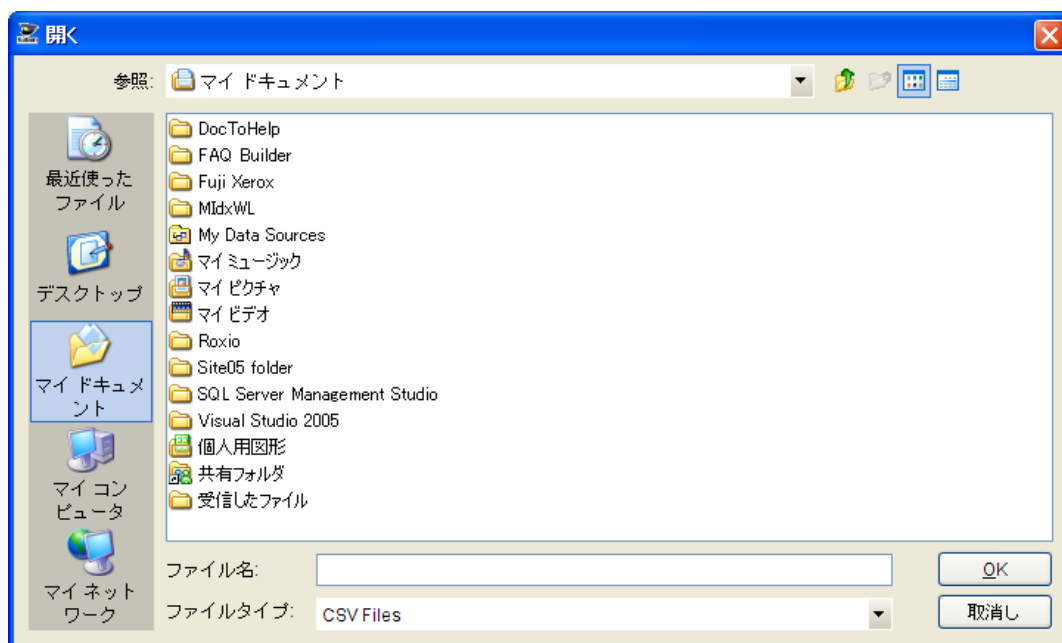 開く
参照: マイ ドキュメント
最近使った
ファイル
デスクトップ
マイ ドキュメ
ント
マイ コン
ピュータ
マイ ネット
ワーク
DocToHelp
FAQ Builder
Fuji Xerox
MIdxWL
My Data Sources
マイ ミュージック
マイ ピクチャ
マイ ビデオ
Roxio
Site05 folder
SQL Server Management Studio
Visual Studio 2005
個人用図形
共有フォルダ
受信したファイル
ファイル名: OK
ファイルタイプ: CSV Files 取消し